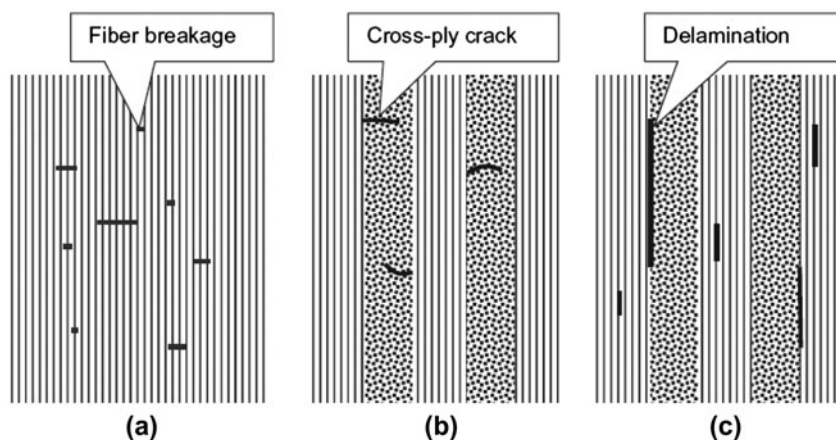 Fiber breakage
Cross-ply crack
Delamination
(a)
(b)
(c)